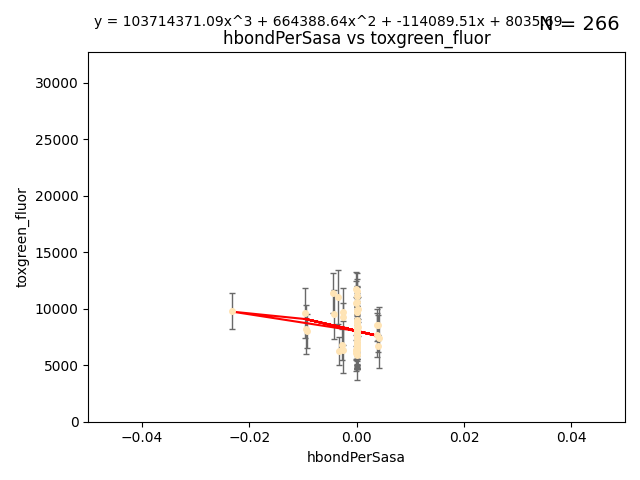 y = 103714371.09x^3 + 664388.64x^2 + -114089.51x + 8035.69
N = 266
hbondPerSasa vs toxgreen_fluor
30000
25000
20000
15000
10000
5000
0
toxgreen_fluor
−0.04
−0.02
0.00
0.02
0.04
hbondPerSasa